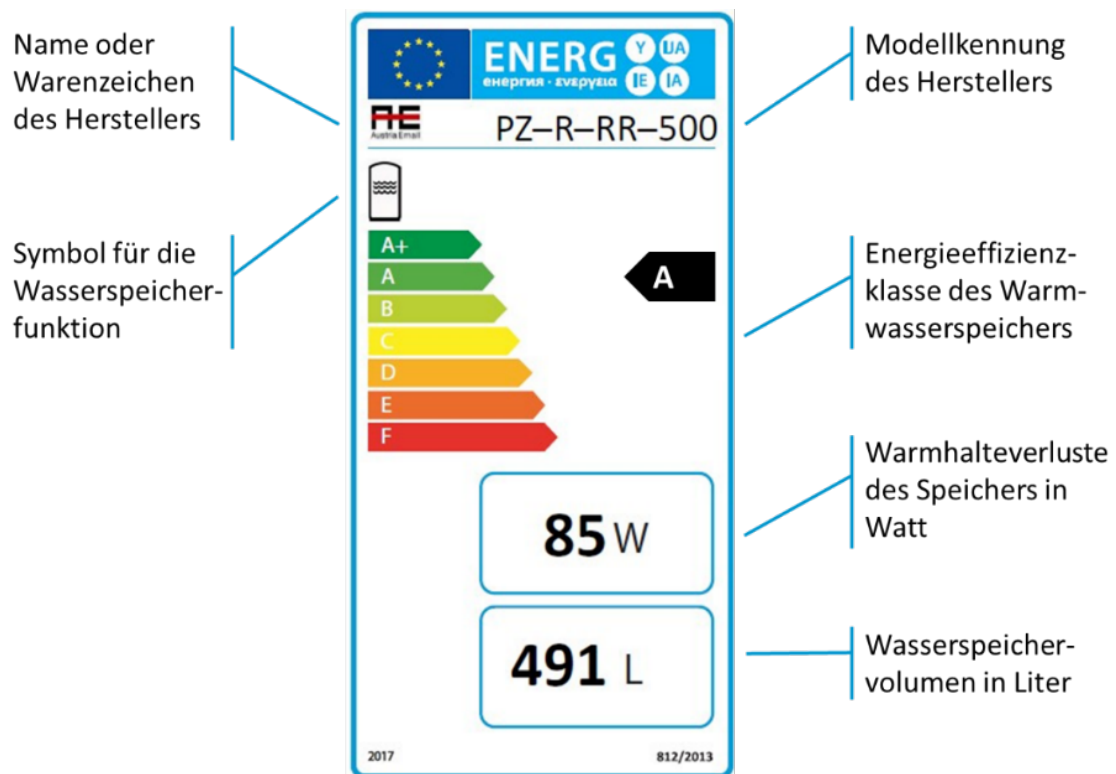 Name oder
Warenzeichen
des Herstellers
Symbol für die
Wasserspeicher-
funktion
ENERG Y IJA
енергия · ενεργεια IE IA
AE
Austria Email
PZ–R–RR–500
A+
A
A
B
C
D
E
F
85 W
491 L
2017
812/2013
Modellkennung
des Herstellers
Energieeffizienz-
klasse des Warm-
wasserspeichers
Warmhalteverluste
des Speichers in
Watt
Wasserspeicher-
volumen in Liter